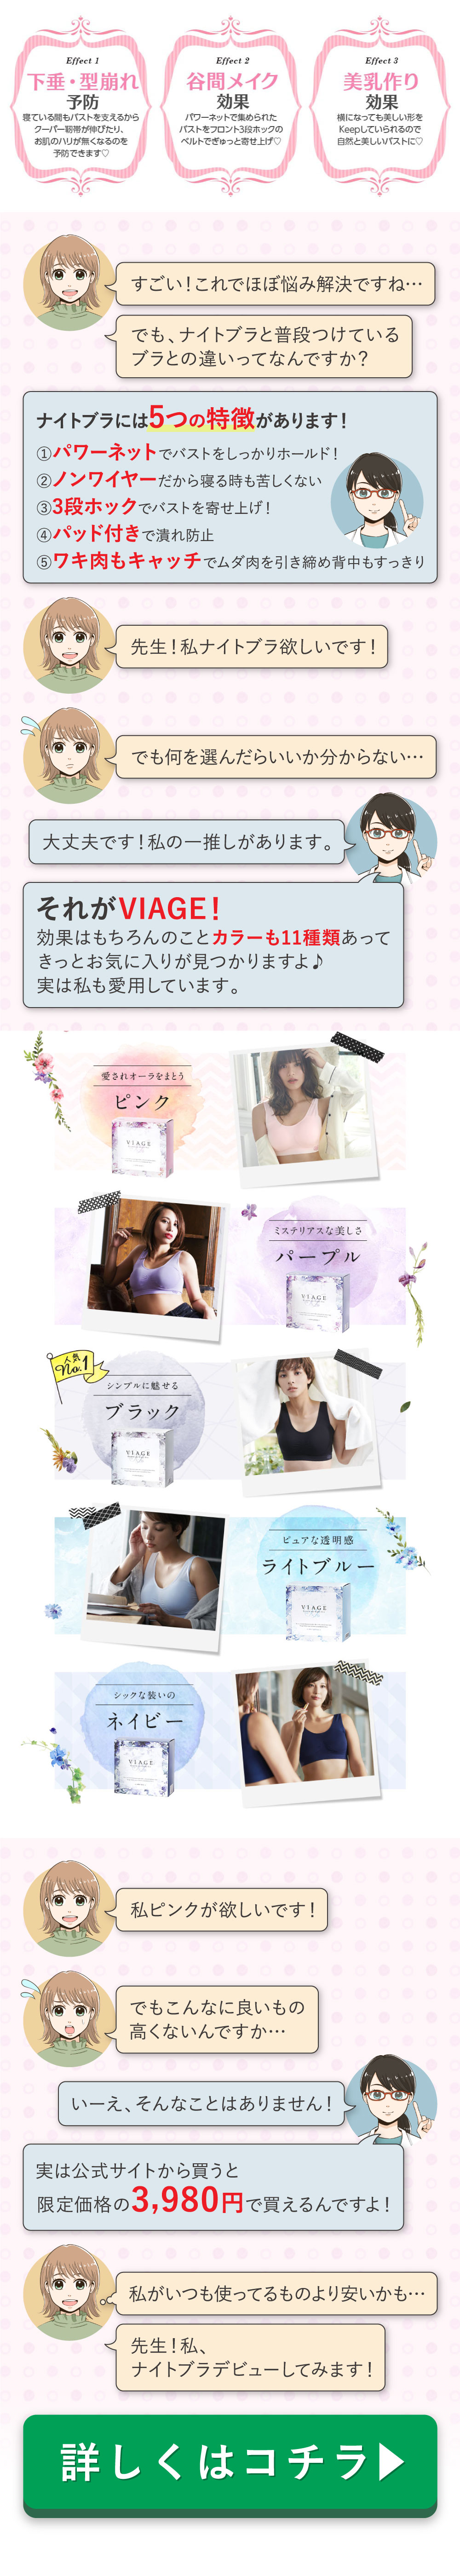 Effect 1
下垂・型崩れ
予防
寝ている間もバストを支えるから
クーパー靭帯が伸びたり、
お肌のハリが無くなるのを
予防できます♡
Effect 2
谷間メイク
効果
パワーネットで集められた
バストをフロント3段ホックの
ベルトでぎゅっと寄せ上げ♡
Effect 3
美乳作り
効果
横になっても美しい形を
Keepしていられるので
自然と美しいバストに♡
すごい！これでほぼ悩み解決ですね…
でも、ナイトブラと普段つけている
ブラとの違いってなんですか？
ナイトブラには5つの特徴があります！
①パワーネットでバストをしっかりホールド！
②ノンワイヤーだから寝る時も苦しくない
③3段ホックでバストを寄せ上げ！
④パッド付きで潰れ防止
⑤ワキ肉もキャッチでムダ肉を引き締め背中もすっきり
先生！私ナイトブラ欲しいです！
でも何を選んだらいいか分からない…
大丈夫です！私の一推しがあります。
それがVIAGE！
効果はもちろんのことカラーも11種類あって
きっとお気に入りが見つかりますよ♪
実は私も愛用しています。
愛されオーラをまとう
ピンク
VIAGE
ミステリアスな美しさ
パープル
VIAGE
人気
No.1
シンプルに魅せる
ブラック
VIAGE
ピュアな透明感
ライトブルー
VIAGE
シックな装いの
ネイビー
VIAGE
私ピンクが欲しいです！
でもこんなに良いもの
高くないんですか…
いーえ、そんなことはありません！
実は公式サイトから買うと
限定価格の3,980円で買えるんですよ！
私がいつも使ってるものより安いかも…
先生！私、
ナイトブラデビューしてみます！
詳しくはコチラ▶